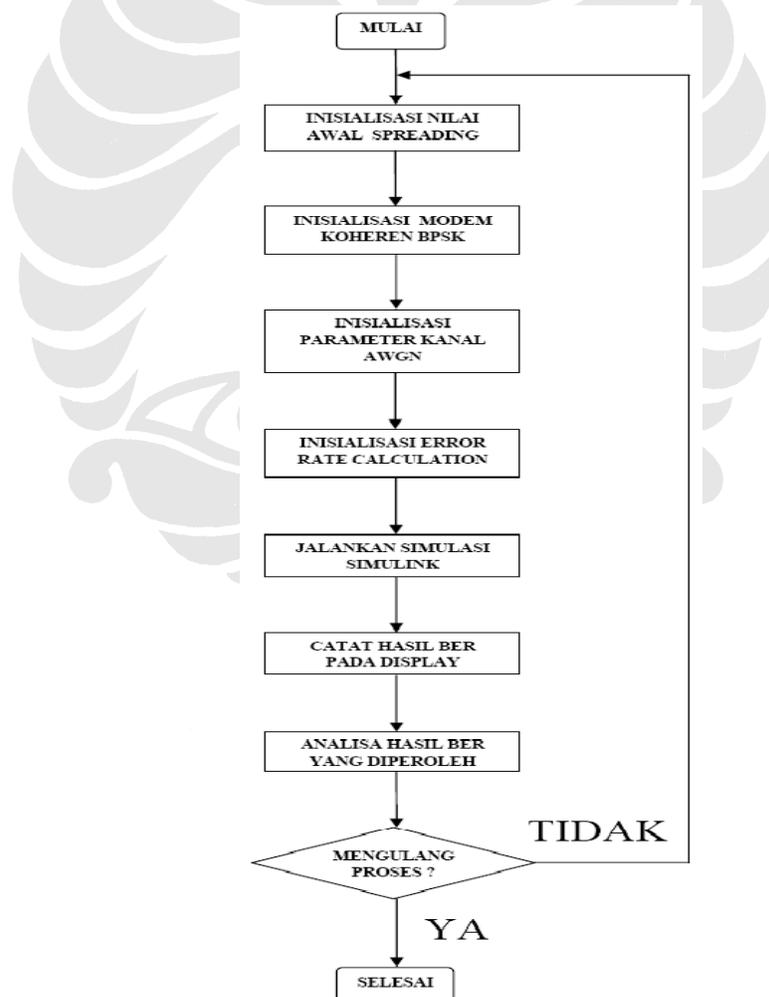 MULAI
INISIALISASI NILAI
AWAL SPREADING
INISIALISASI MODEM
KOHEREN BPSK
INISIALISASI
PARAMETER KANAL
AWGN
INISIALISASI ERROR
RATE CALCULATION
JALANKAN SIMULASI
SIMULINK
CATAT HASIL BER
PADA DISPLAY
ANALISA HASIL BER
YANG DIPEROLEH
MENGULANG
PROSES ?
TIDAK
YA
SELESAI